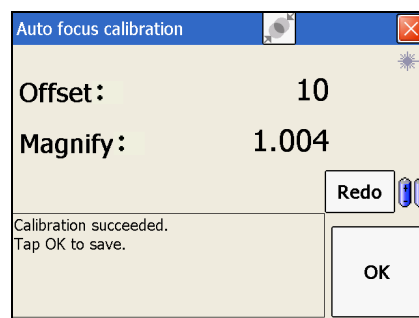 Auto focus calibration
Offset: 10
Magnify: 1.004
Redo
Calibration succeeded.
Tap OK to save.
OK